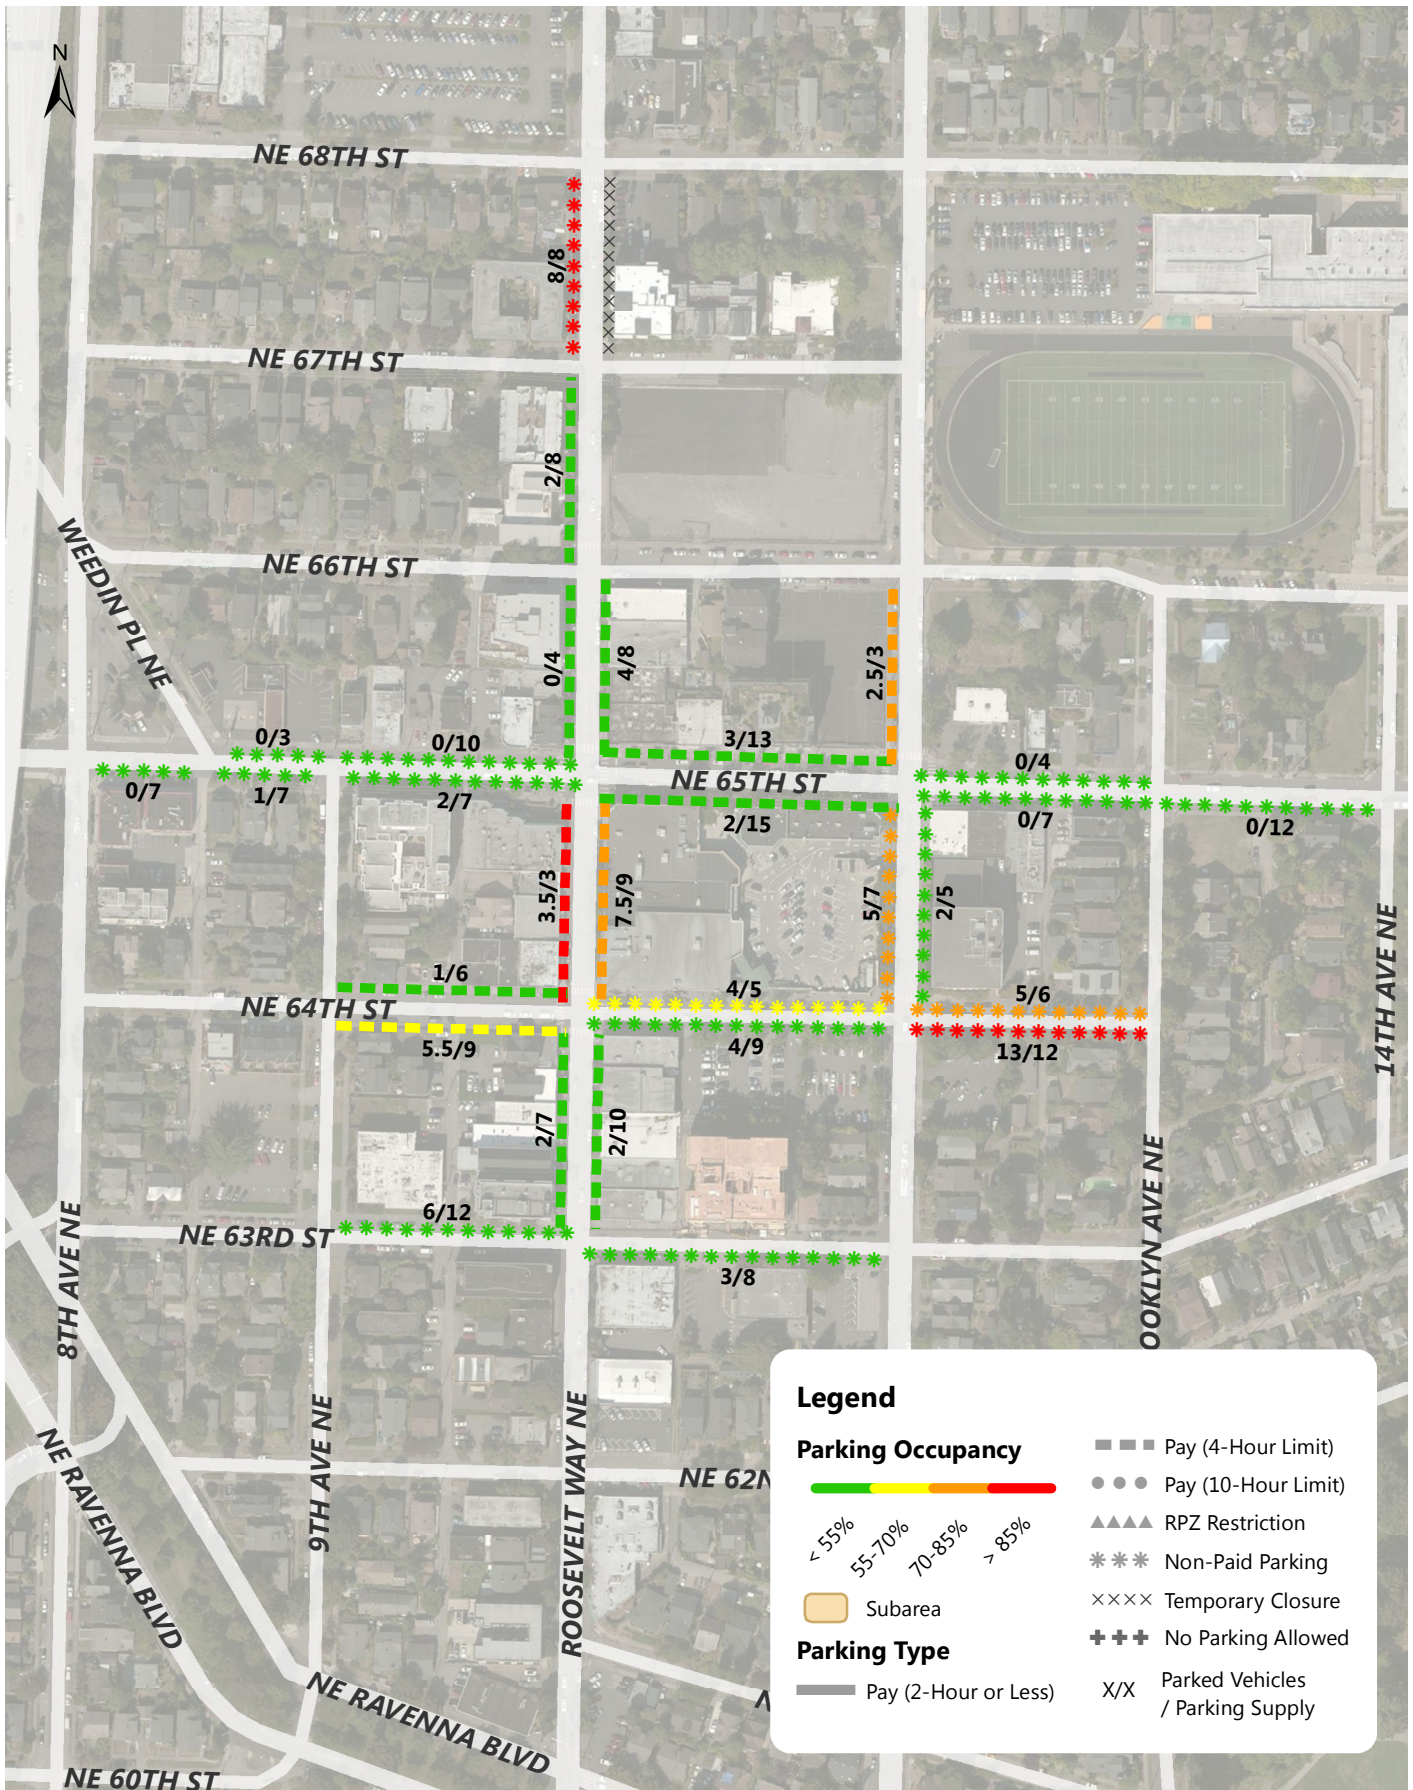 N
NE 68TH ST
8/8
NE 67TH ST
2/8
WEEDIN PL NE
NE 66TH ST
0/4
4/8
2.5/3
0/3
0/10
3/13
NE 65TH ST
0/4
0/7
1/7
2/7
2/15
0/7
0/12
3.5/3
7.5/9
5/7
2/5
14TH AVE NE
1/6
4/5
5/6
NE 64TH ST
5.5/9
4/9
13/12
2/7
2/10
8TH AVE NE
NE 63RD ST
6/12
3/8
OOKLYN AVE NE
9TH AVE NE
ROOSEVELT WAY NE
NE RAVENNA BLVD
NE 62N
NE RAVENNA BLVD
N
NE 60TH ST
Legend
Parking Occupancy
< 55%
55-70%
70-85%
> 85%
Subarea
Parking Type
Pay (2-Hour or Less)
Pay (4-Hour Limit)
Pay (10-Hour Limit)
RPZ Restriction
Non-Paid Parking
Temporary Closure
No Parking Allowed
X/X
Parked Vehicles
/ Parking Supply